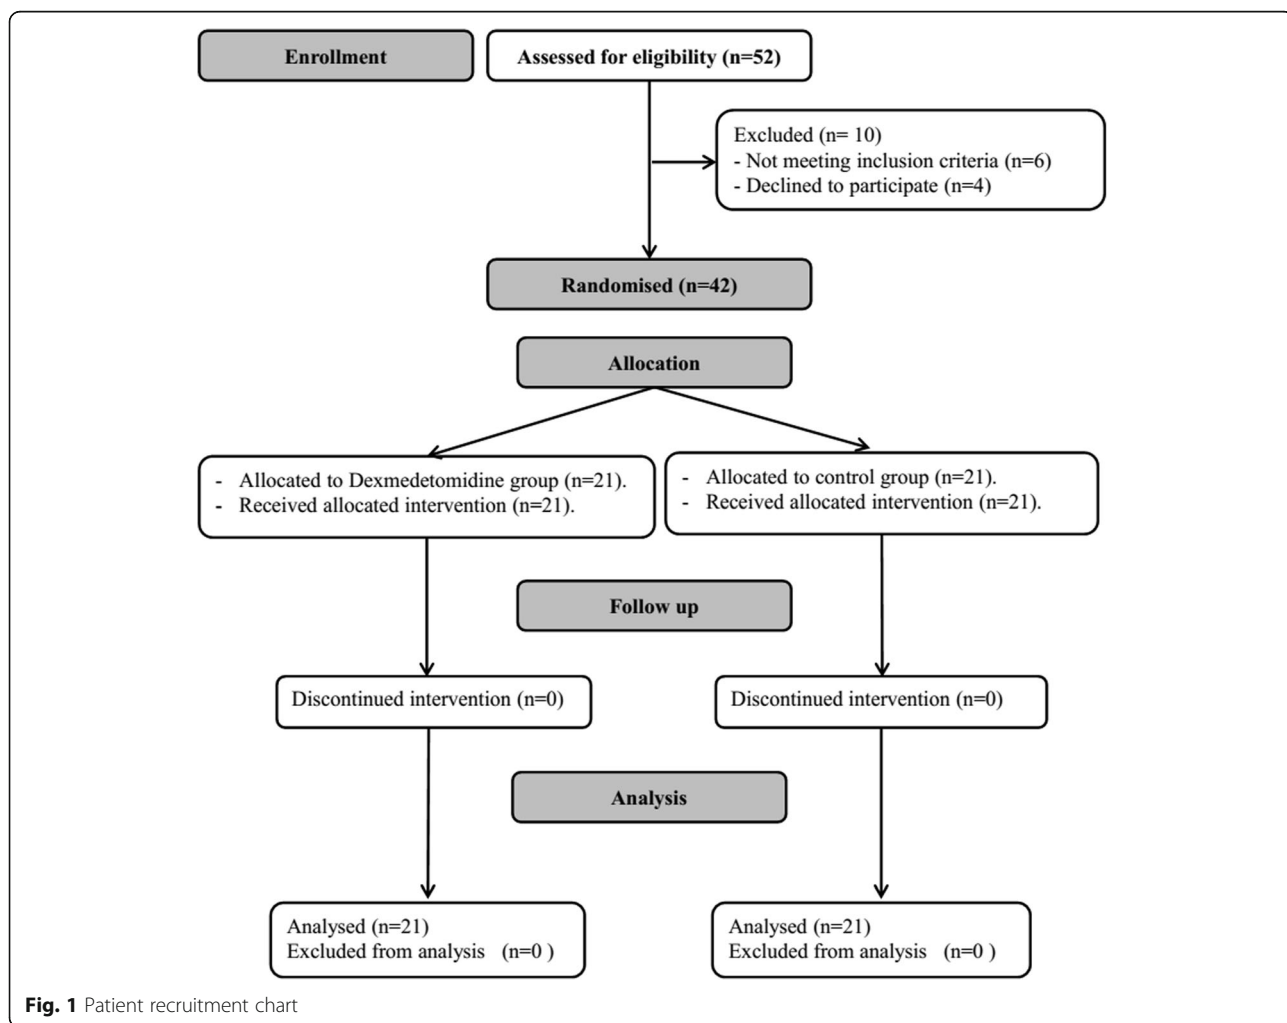 Enrollment
Assessed for eligibility (n=52)
Excluded (n= 10)
- Not meeting inclusion criteria (n=6)
- Declined to participate (n=4)
Randomised (n=42)
Allocation
- Allocated to Dexmedetomidine group (n=21).
- Received allocated intervention (n=21).
- Allocated to control group (n=21).
- Received allocated intervention (n=21).
Follow up
Discontinued intervention (n=0)
Discontinued intervention (n=0)
Analysis
Analysed (n=21)
Excluded from analysis (n=0 )
Analysed (n=21)
Excluded from analysis (n=0 )
Fig. 1 Patient recruitment chart